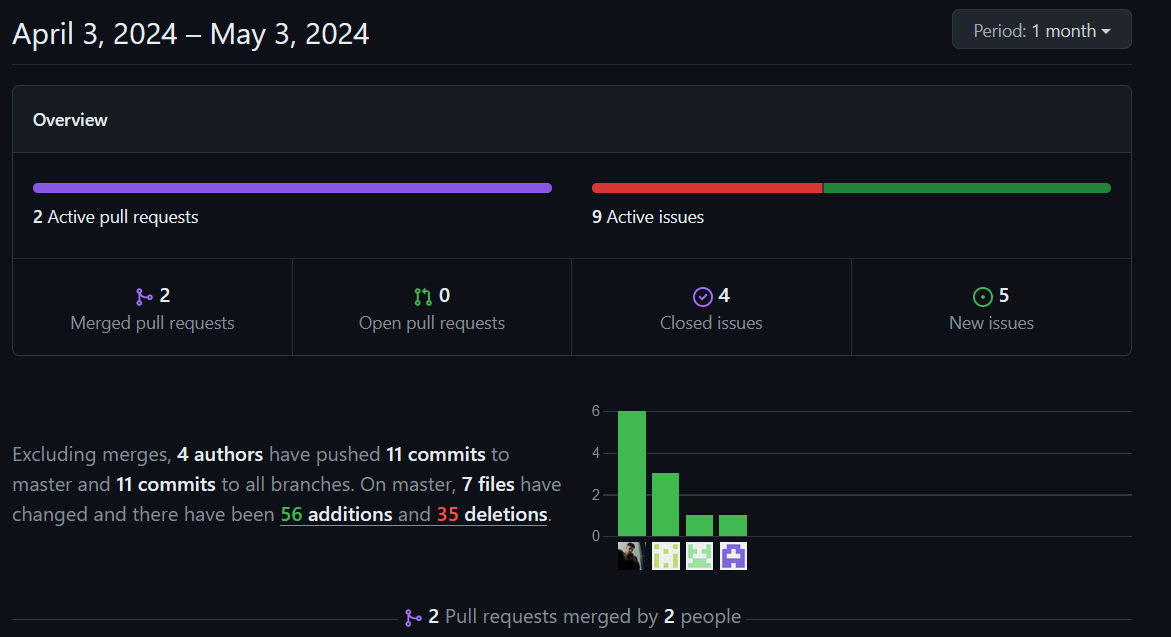 April 3, 2024 – May 3, 2024
Period: 1 month
Overview
2 Active pull requests
9 Active issues
2
Merged pull requests
0
Open pull requests
4
Closed issues
5
New issues
Excluding merges, 4 authors have pushed 11 commits to
master and 11 commits to all branches. On master, 7 files have
changed and there have been 56 additions and 35 deletions.
6
4
2
0
2 Pull requests merged by 2 people